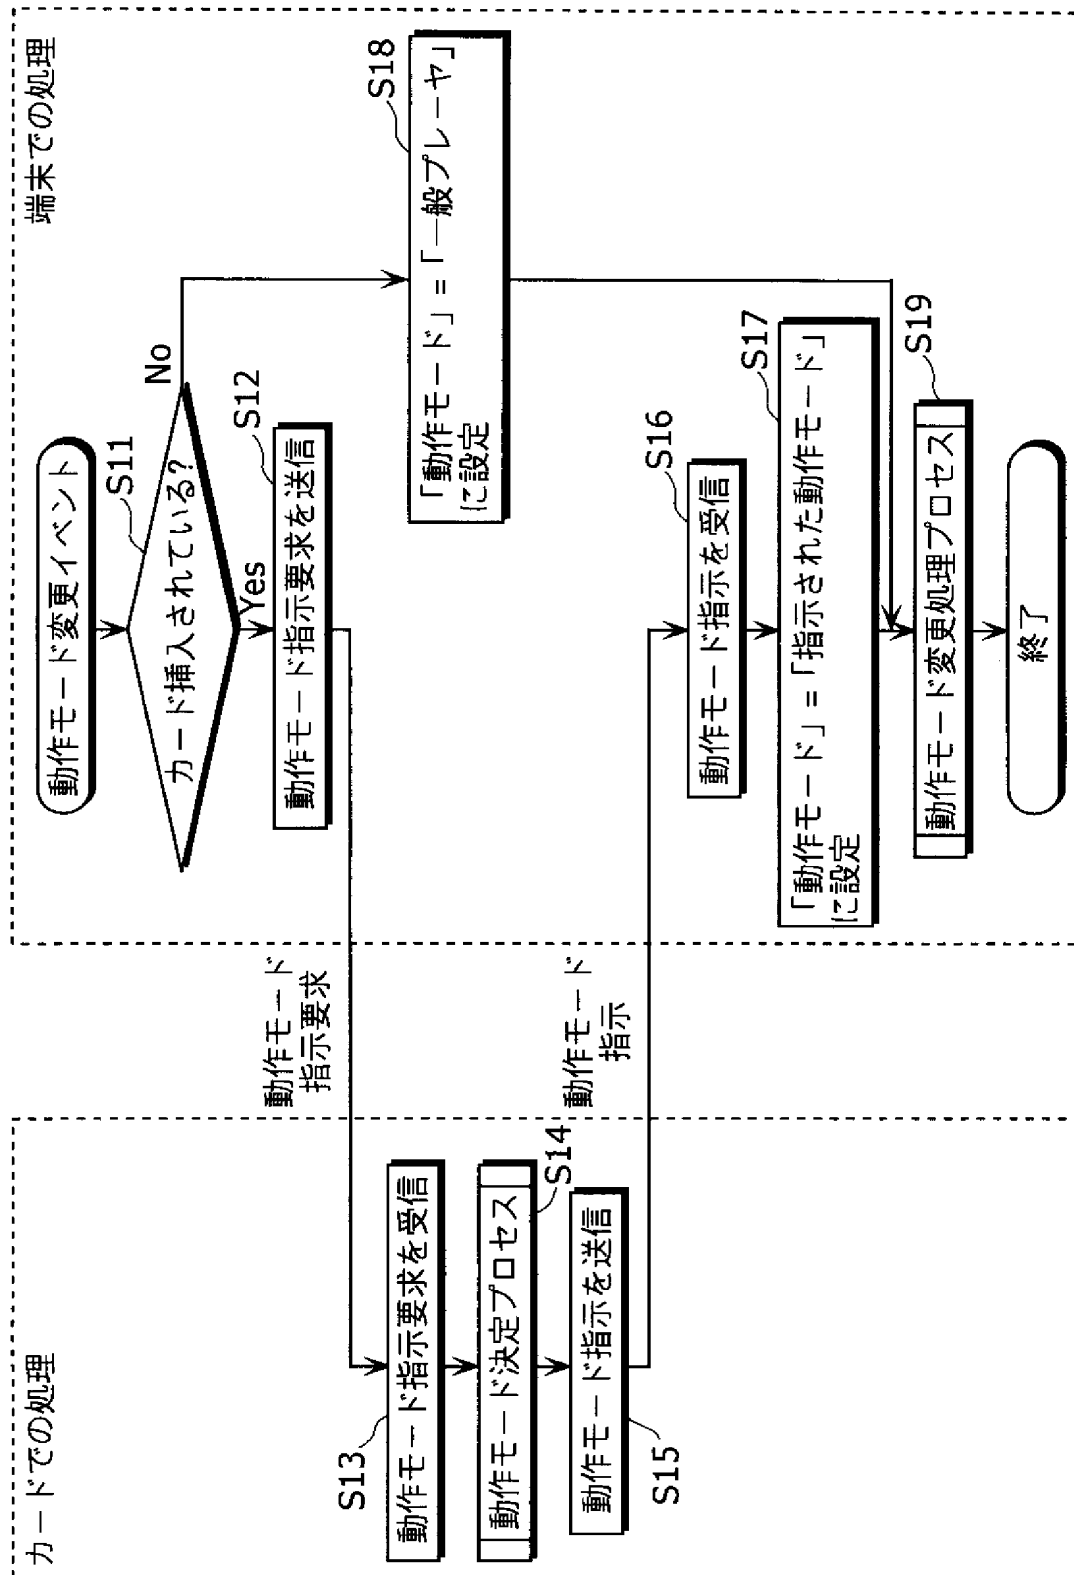 カードでの処理
端末での処理
動作モード変更イベント
S11
カード挿入されている?
No
Yes
S12
動作モード指示要求を送信
動作モード
指示要求
S13
動作モード指示要求を受信
S14
動作モード決定プロセス
S15
動作モード指示を送信
動作モード
指示
S16
動作モード指示を受信
S17
「動作モード」=「指示された動作モード」
に設定
S18
「動作モード」=「一般プレーヤ」
に設定
S19
動作モード変更処理プロセス
終了